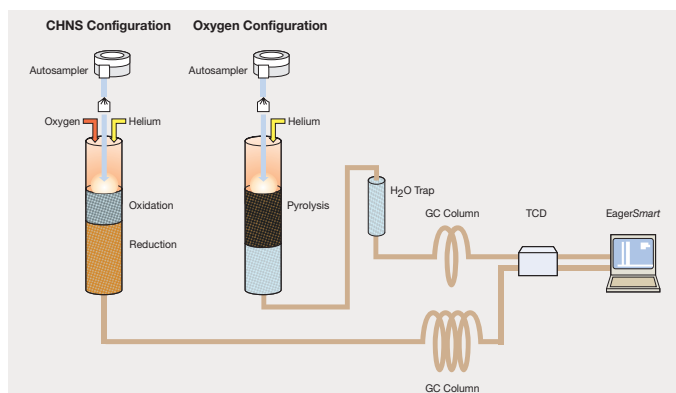 CHNS Configuration
Oxygen Configuration
Autosampler
Autosampler
Oxygen
Helium
Helium
H2O Trap
Oxidation
Pyrolysis
GC Column
TCD
EagerSmart
Reduction
GC Column